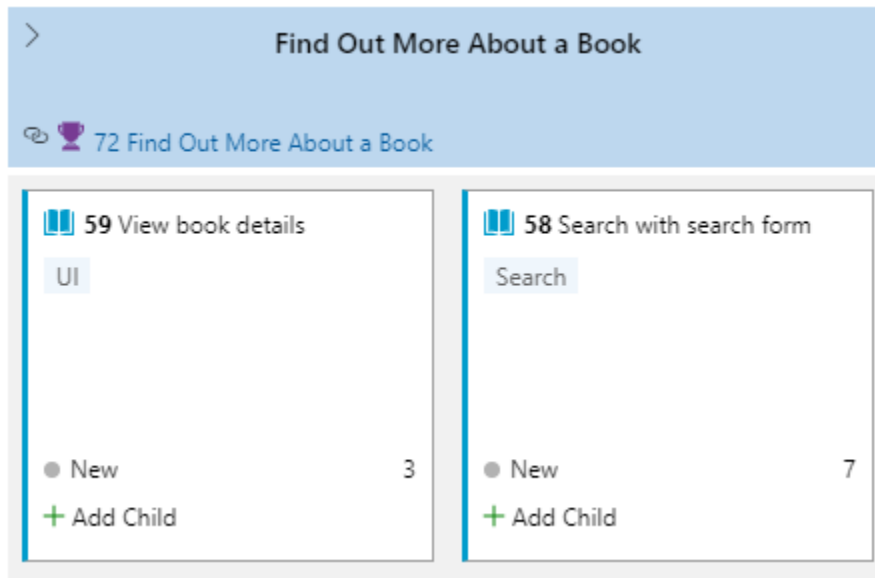 Find Out More About a Book
72 Find Out More About a Book
59 View book details
UI
New 3
+ Add Child
58 Search with search form
Search
New 7
+ Add Child